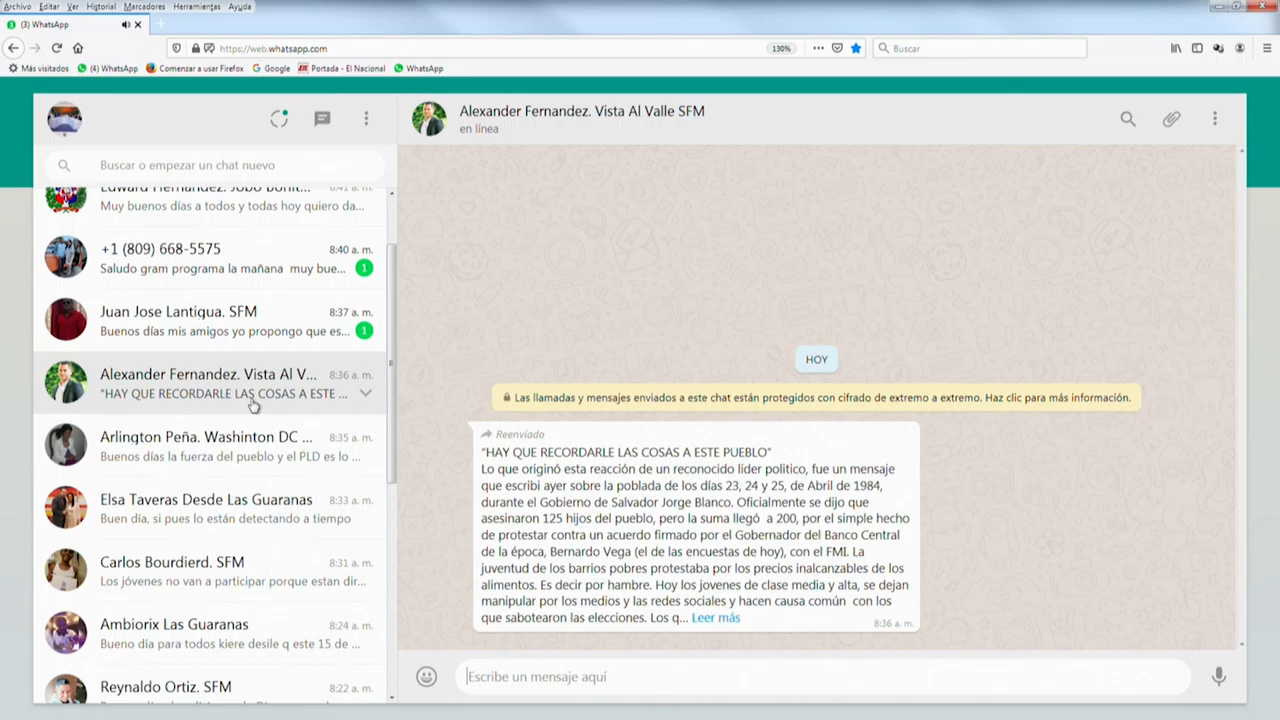 Archivo Editar Ver Historial Marcadores Herramientas Ayuda
(3) WhatsApp
https://web.whatsapp.com
130%
Buscar
Más visitados (4) WhatsApp Comenzar a usar Firefox Google Portada - El Nacional WhatsApp
Buscar o empezar un chat nuevo
Edward Hernandez. Jobo Bonit... 8:41 a. m.
Muy buenos días a todos y todas hoy quiero da...
+1 (809) 668-5575 8:40 a. m.
Saludo gram programa la mañana muy bue... 1
Juan Jose Lantigua. SFM 8:37 a. m.
Buenos días mis amigos yo propongo que es... 1
Alexander Fernandez. Vista Al V... 8:36 a. m.
“HAY QUE RECORDARLE LAS COSAS A ESTE ...
Arlington Peña. Washinton DC ... 8:35 a. m.
Buenos días la fuerza del pueblo y el PLD es lo ...
Elsa Taveras Desde Las Guaranas 8:33 a. m.
Buen día, si pues lo están detectando a tiempo
Carlos Bourdierd. SFM 8:31 a. m.
Los jóvenes no van a participar porque estan dir...
Ambiorix Las Guaranas 8:24 a. m.
Bueno día para todos kiere desile q este 15 de ...
Reynaldo Ortiz. SFM 8:22 a. m.
Alexander Fernandez. Vista Al Valle SFM
en línea
HOY
Las llamadas y mensajes enviados a este chat están protegidos con cifrado de extremo a extremo. Haz clic para más información.
Reenviado
“HAY QUE RECORDARLE LAS COSAS A ESTE PUEBLO”
Lo que originó esta reacción de un reconocido líder politico, fue un mensaje
que escribi ayer sobre la poblada de los días 23, 24 y 25, de Abril de 1984,
durante el Gobierno de Salvador Jorge Blanco. Oficialmente se dijo que
asesinaron 125 hijos del pueblo, pero la suma llegó a 200, por el simple hecho
de protestar contra un acuerdo firmado por el Gobernador del Banco Central
de la época, Bernardo Vega (el de las encuestas de hoy), con el FMI. La
juventud de los barrios pobres protestaba por los precios inalcanzables de los
alimentos. Es decir por hambre. Hoy los jovenes de clase media y alta, se dejan
manipular por los medios y las redes sociales y hacen causa común con los
que sabotearon las elecciones. Los q... Leer más
8:36 a. m.
Escribe un mensaje aquí